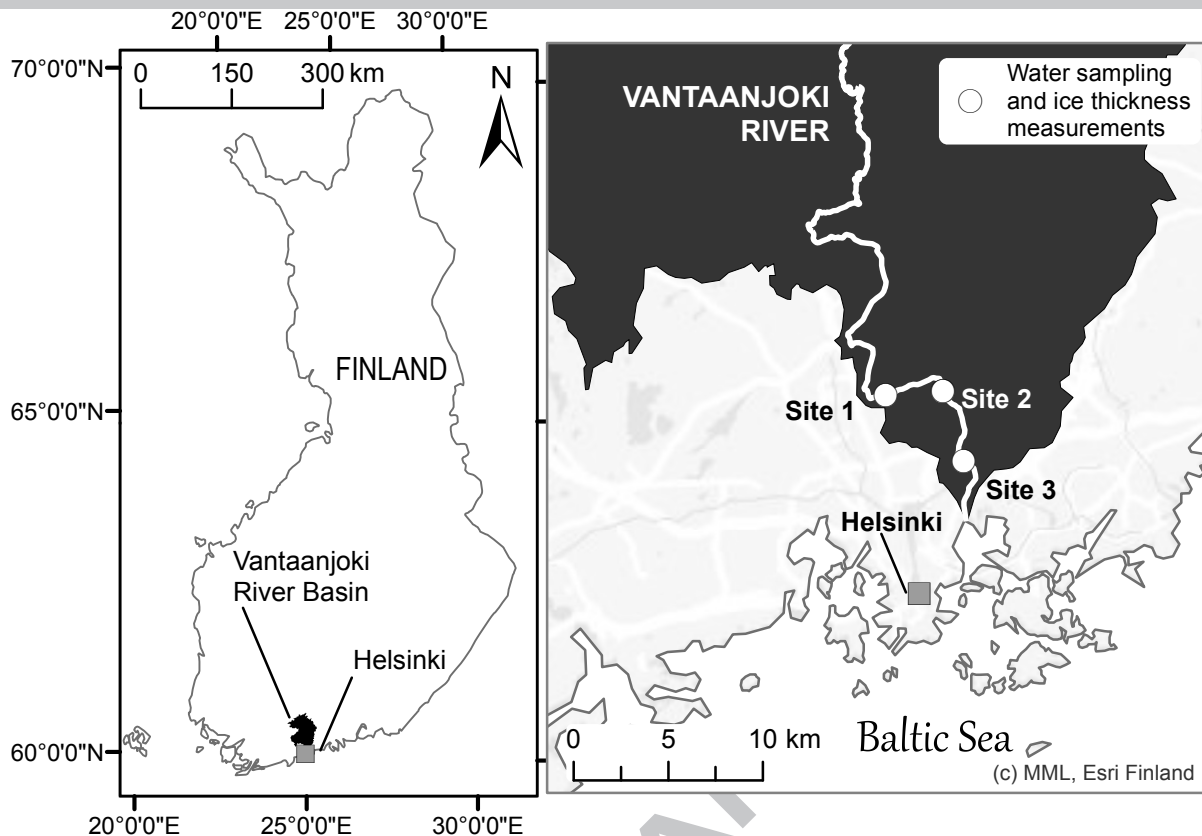 20°0'0"E 25°0'0"E 30°0'0"E
70°0'0"N
0 150 300 km
N
FINLAND
65°0'0"N
Vantaanjoki
River Basin
Helsinki
60°0'0"N
20°0'0"E 25°0'0"E 30°0'0"E
VANTAANJOKI
RIVER
Water sampling
and ice thickness
measurements
Site 1
Site 2
Site 3
Helsinki
0 5 10 km
Baltic Sea
(c) MML, Esri Finland